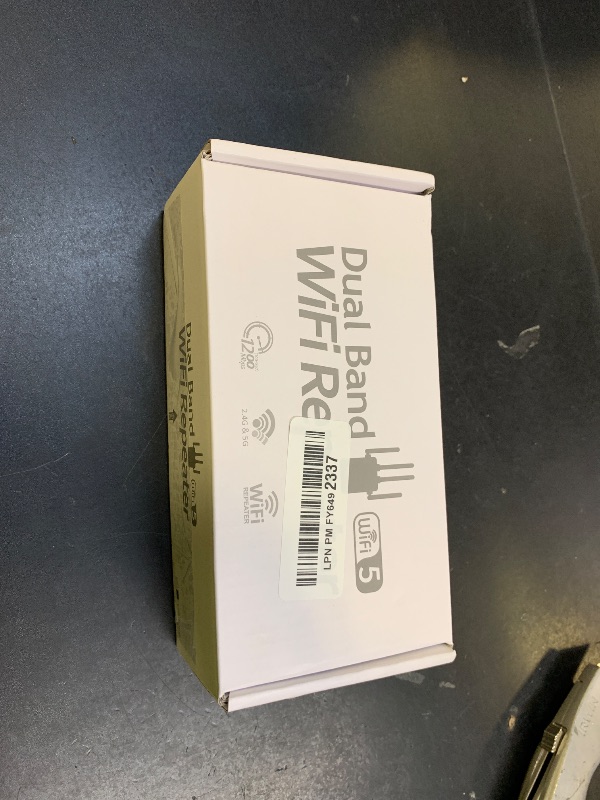 Dual Band
WiFi Re
WiFi 5
1200
Mbps
2.4G & 5G
WiFi
REPEATER
LPN PM FY649 2337
Dual Band
WiFi Repeater